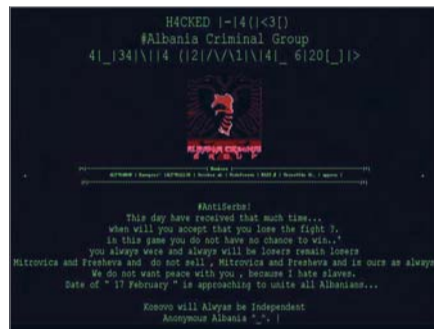 H4CKED |-|4(|<3[)
#Albania Criminal Group
4|_|34|\||4 (|2|/\/\1|\|4|_ 6|20[_]|>
ALBANIA CRIMINAL
#AntiSerbs!
This day have received that much time...
when will you accept that you lose the fight ?.
in this game you do not have no chance to win.."
you always were and always will be losers remain losers
Mitrovica and Presheva and do not sell , Mitrovica and Presheva and is ours as always
We do not want peace with you , because I hate slaves.
Date of " 17 February " is approaching to unite all Albanians...
Kosovo will Alwyas be Independent
Anonymous Albania ^_^. |